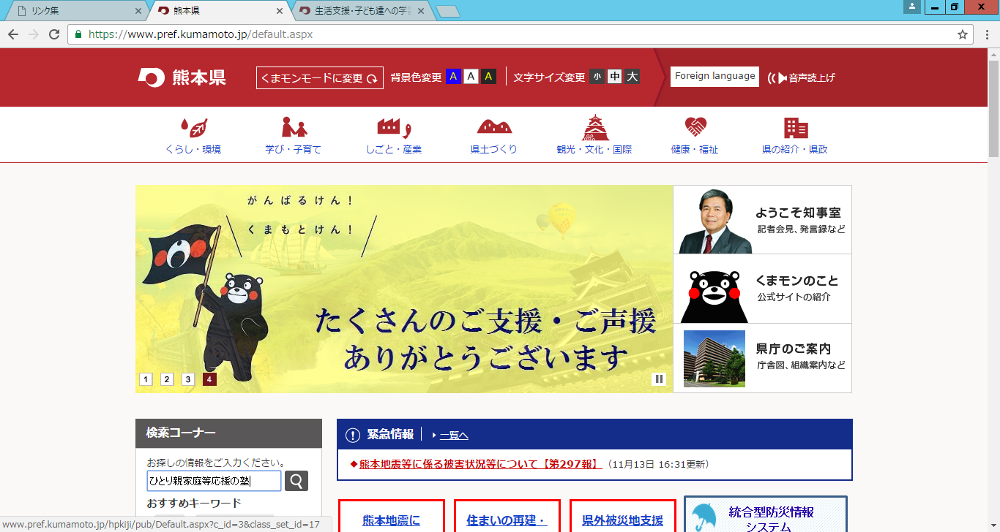 リンク集
熊本県
生活支援・子ども達への学習
https://www.pref.kumamoto.jp/default.aspx
熊本県
くまモンモードに変更
背景色変更 A A A
文字サイズ変更 小 中 大
Foreign language
音声読上げ
くらし・環境
学び・子育て
しごと・産業
県土づくり
観光・文化・国際
健康・福祉
県の紹介・県政
がんばるけん！
くまもとけん！
たくさんのご支援・ご声援
ありがとうございます
1 2 3 4
ようこそ知事室
記者会見、発言録など
くまモンのこと
公式サイトの紹介
県庁のご案内
庁舎図、組織案内など
検索コーナー
お探しの情報をご入力ください。
ひとり親家庭等応援の塾
おすすめキーワード
緊急情報
一覧へ
熊本地震等に係る被害状況等について【第297報】（11月13日 16:31更新）
熊本地震に
住まいの再建・
県外被災地支援
統合型防災情報
システム
www.pref.kumamoto.jp/hpkiji/pub/Default.aspx?c_id=3&class_set_id=17